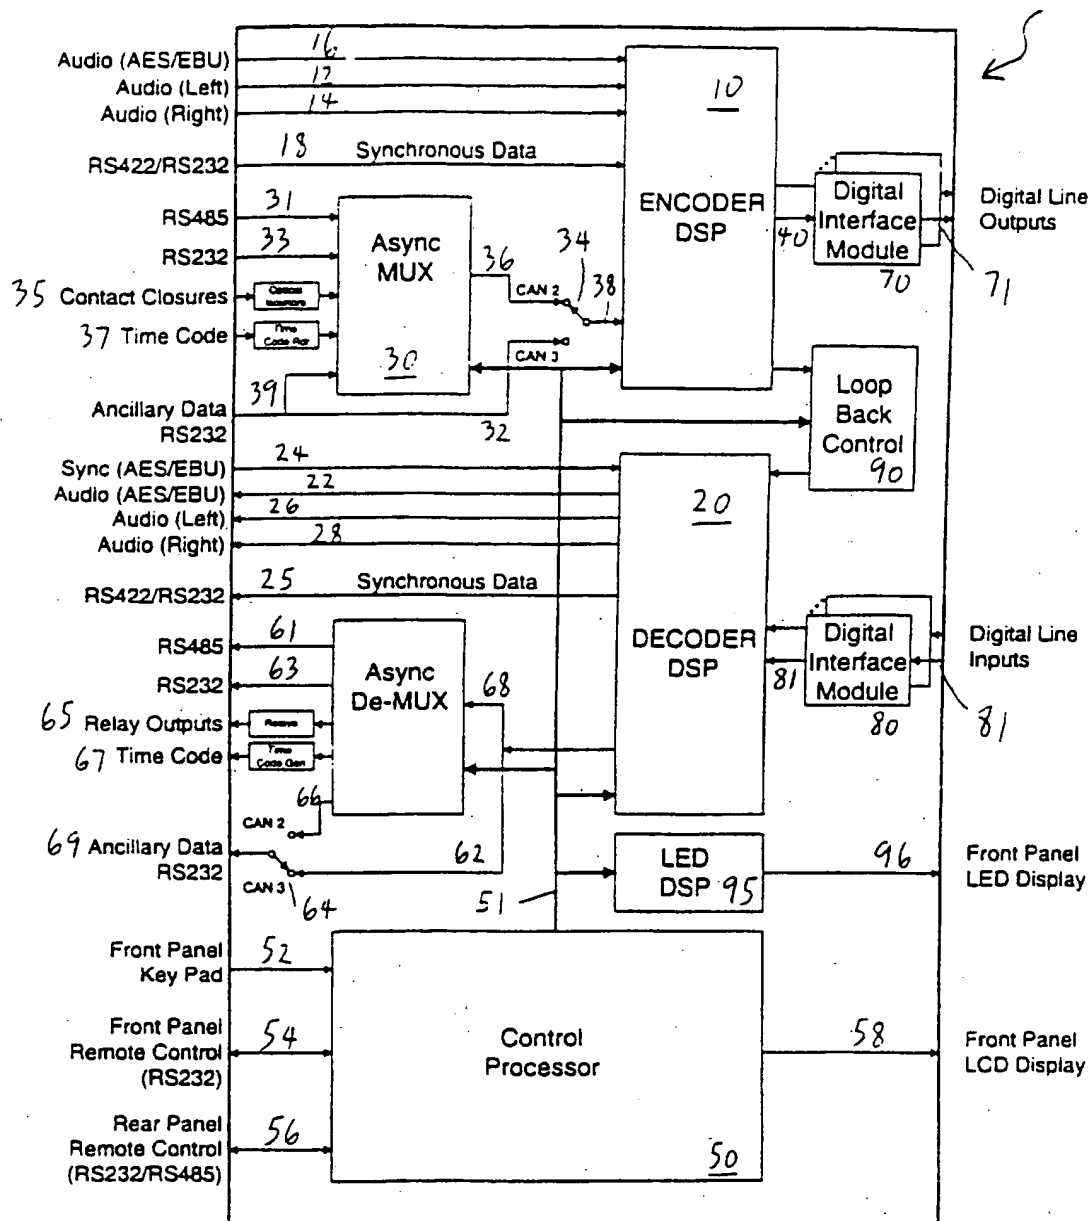 16
Audio (AES/EBU)
12
Audio (Left)
14
Audio (Right)
18
Synchronous Data
RS422/RS232
10
ENCODER
DSP
40
Digital
Interface
Module
70
71
Digital Line
Outputs
31
RS485
33
RS232
35 Contact Closures
37 Time Code
Time
Code Rdr
Async
MUX
30
36
34
38
CAN 2
CAN 3
39
Ancillary Data
RS232
32
Loop
Back
Control
90
24
Sync (AES/EBU)
22
Audio (AES/EBU)
26
Audio (Left)
28
Audio (Right)
25
Synchronous Data
RS422/RS232
20
DECODER
DSP
81
Digital
Interface
Module
80
81
Digital Line
Inputs
61
RS485
63
RS232
65 Relay Outputs
67 Time Code
Time
Code Gen
Async
De-MUX
68
66
CAN 2
69 Ancillary Data
RS232
CAN 3
64
62
51
LED
DSP
95
96
Front Panel
LED Display
Front Panel
Key Pad
52
Front Panel
Remote Control
(RS232)
54
Rear Panel
Remote Control
(RS232/RS485)
56
Control
Processor
50
58
Front Panel
LCD Display